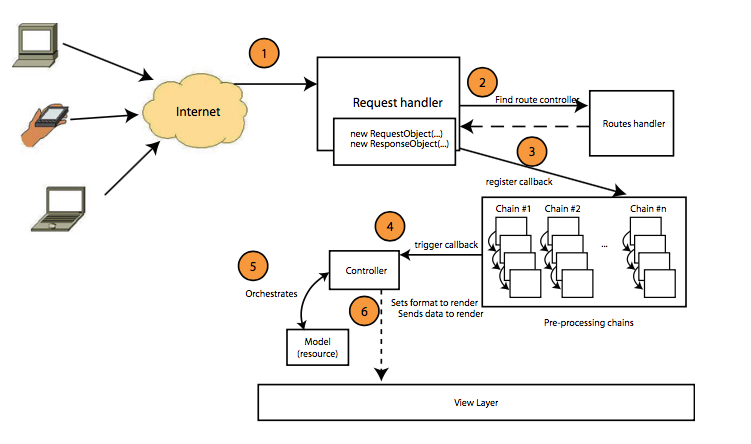 1
Internet
Request handler
new RequestObject(...)
new ResponseObject(...)
2
Find route controller
Routes handler
3
register callback
Chain #1 Chain #2 ... Chain #n
Pre-processing chains
4
trigger callback
Controller
5
Orchestrates
Model
(resource)
6
Sets format to render
Sends data to render
View Layer